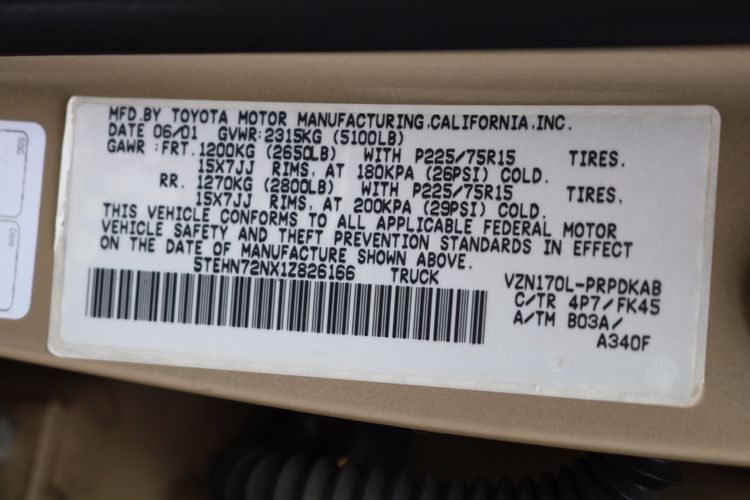 MFD.BY TOYOTA MOTOR MANUFACTURING,CALIFORNIA,INC.
DATE 06/01 GVWR:2315KG (5100LB)
GAWR :FRT.1200KG (2650LB) WITH P225/75R15 TIRES.
15X7JJ RIMS, AT 180KPA (26PSI) COLD.
RR. 1270KG (2800LB) WITH P225/75R15 TIRES.
15X7JJ RIMS, AT 200KPA (29PSI) COLD.
THIS VEHICLE CONFORMS TO ALL APPLICABLE FEDERAL MOTOR
VEHICLE SAFETY AND THEFT PREVENTION STANDARDS IN EFFECT
ON THE DATE OF MANUFACTURE SHOWN ABOVE.
5TEHN72NX1Z826166 TRUCK
VZN170L-PRPDKAB
C/TR 4P7/FK45
A/TM B03A/
A340F